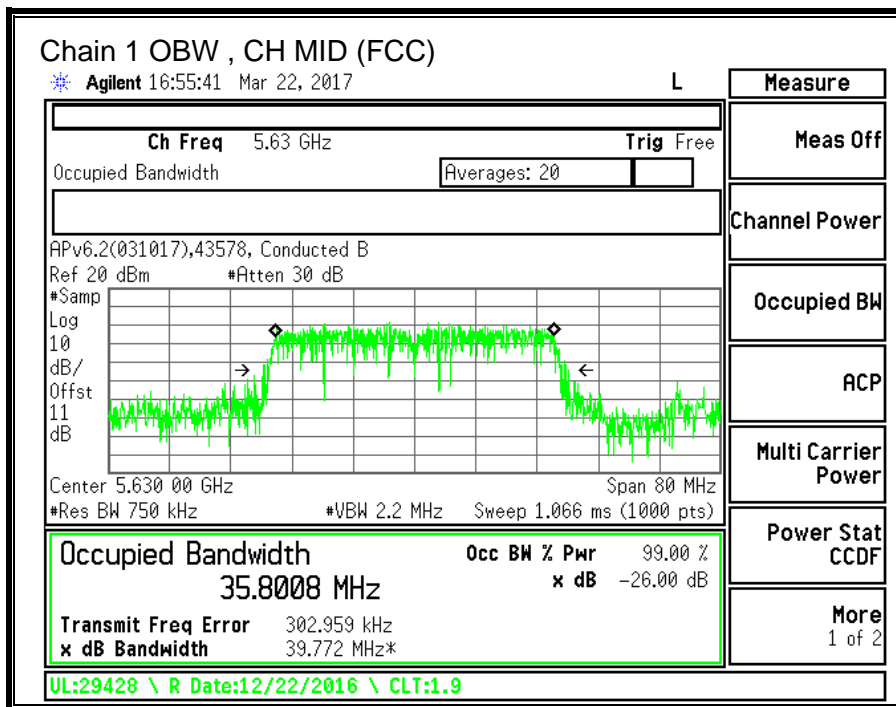 Chain 1 OBW , CH MID (FCC)
Agilent 16:55:41 Mar 22, 2017 L
Measure
Ch Freq 5.63 GHz Trig Free
Occupied Bandwidth Averages: 20
APv6.2(031017),43578, Conducted B
Ref 20 dBm #Atten 30 dB
#Samp
Log
10
dB/
Offst
11
dB
Center 5.630 00 GHz Span 80 MHz
#Res BW 750 kHz #VBW 2.2 MHz Sweep 1.066 ms (1000 pts)
Occupied Bandwidth Occ BW % Pwr 99.00 %
35.8008 MHz x dB -26.00 dB
Transmit Freq Error 302.959 kHz
x dB Bandwidth 39.772 MHz*
UL:29428 \ R Date:12/22/2016 \ CLT:1.9
Meas Off
Channel Power
Occupied BW
ACP
Multi Carrier
Power
Power Stat
CCDF
More
1 of 2